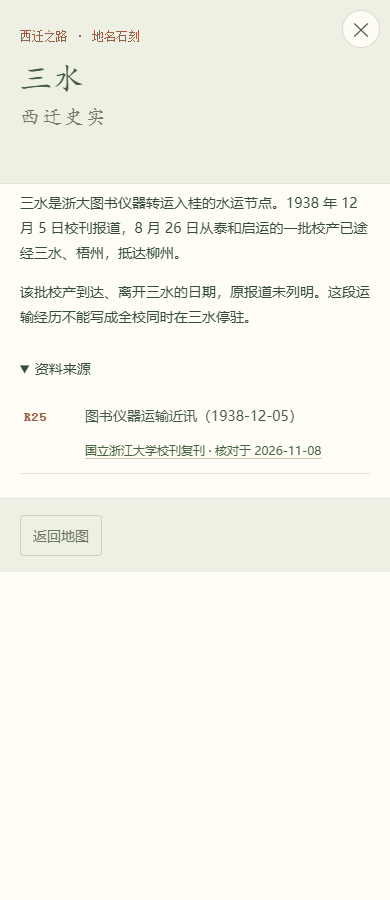 西迁之路 · 地名石刻
三水
西迁史实
三水是浙大图书仪器转运入桂的水运节点。1938 年 12
月 5 日校刊报道，8 月 26 日从泰和启运的一批校产已途
经三水、梧州，抵达柳州。
该批校产到达、离开三水的日期，原报道未列明。这段运
输经历不能写成全校同时在三水停驻。
▼ 资料来源
R25
图书仪器运输近讯（1938-12-05）
国立浙江大学校刊复刊 · 核对于 2026-11-08
返回地图